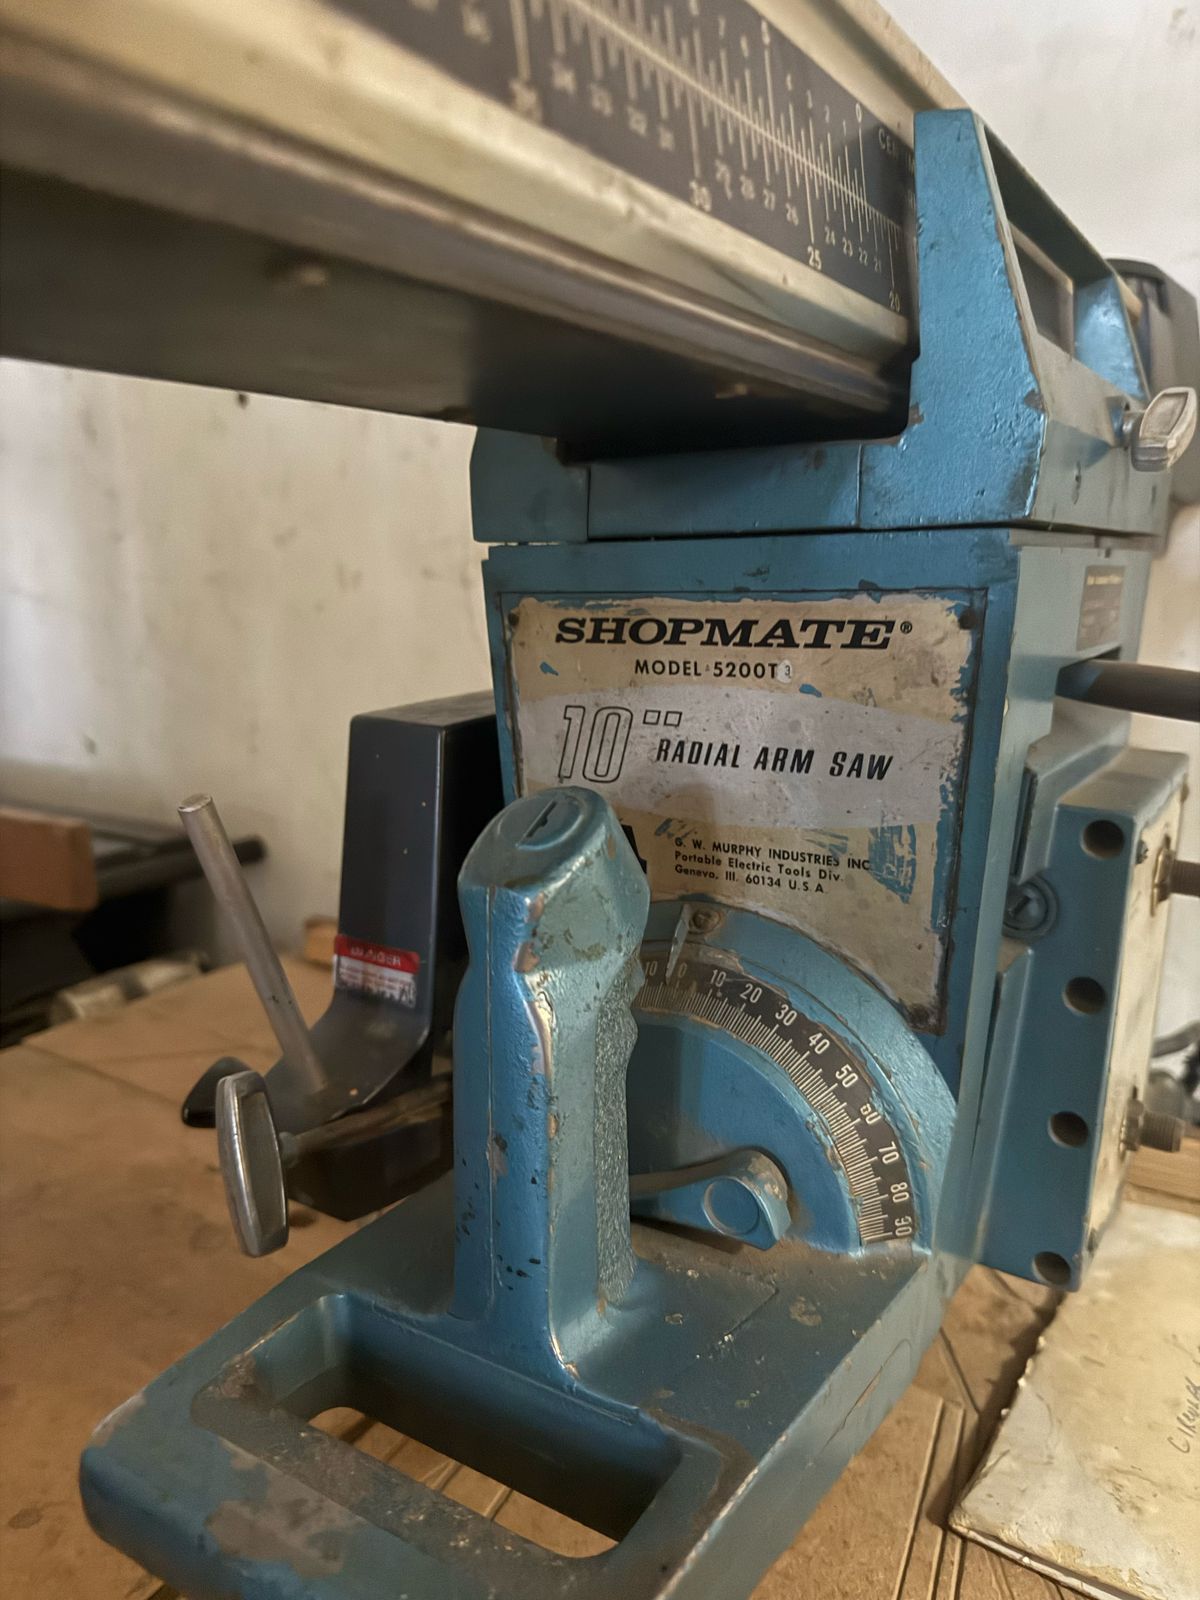 30 29 28 27 26 25 24 23 22 21 20
SHOPMATE®
MODEL 5200T 3
10" RADIAL ARM SAW
G. W. MURPHY INDUSTRIES INC
Portable Electric Tools Div.
Geneva, Ill. 60134 U.S.A.
DANGER
10 0 10 20 30 40 50 60 70 80 90